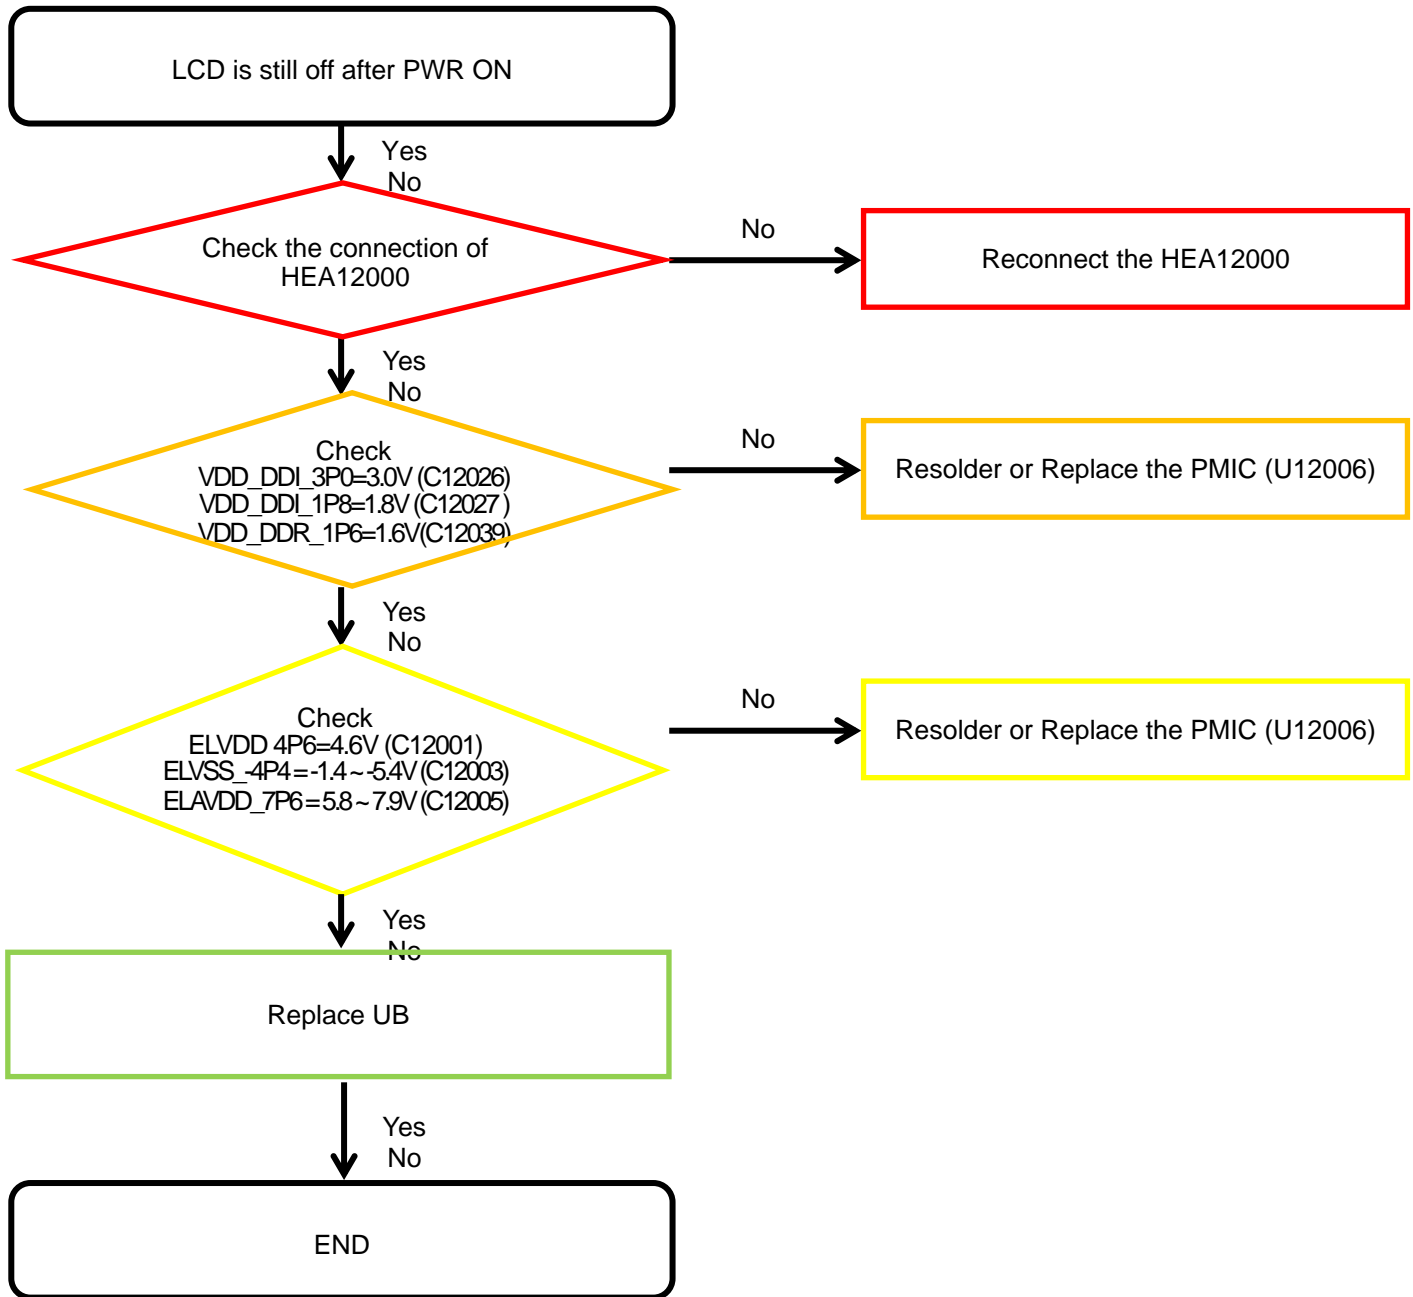 LCD is still off after PWR ON
Yes
No
Check the connection of
HEA12000
No
Reconnect the HEA12000
Yes
No
Check
VDD_DDI_3P0=3.0V (C12026)
VDD_DDI_1P8=1.8V (C12027 )
VDD_DDR_1P6=1.6V(C12039)
No
Resolder or Replace the PMIC (U12006)
Yes
No
Check
ELVDD 4P6=4.6V (C12001)
ELVSS_-4P4 = -1.4 ~ -5.4V (C12003)
ELAVDD_7P6 = 5.8 ~ 7.9V (C12005)
No
Resolder or Replace the PMIC (U12006)
Yes
No
Replace UB
Yes
No
END